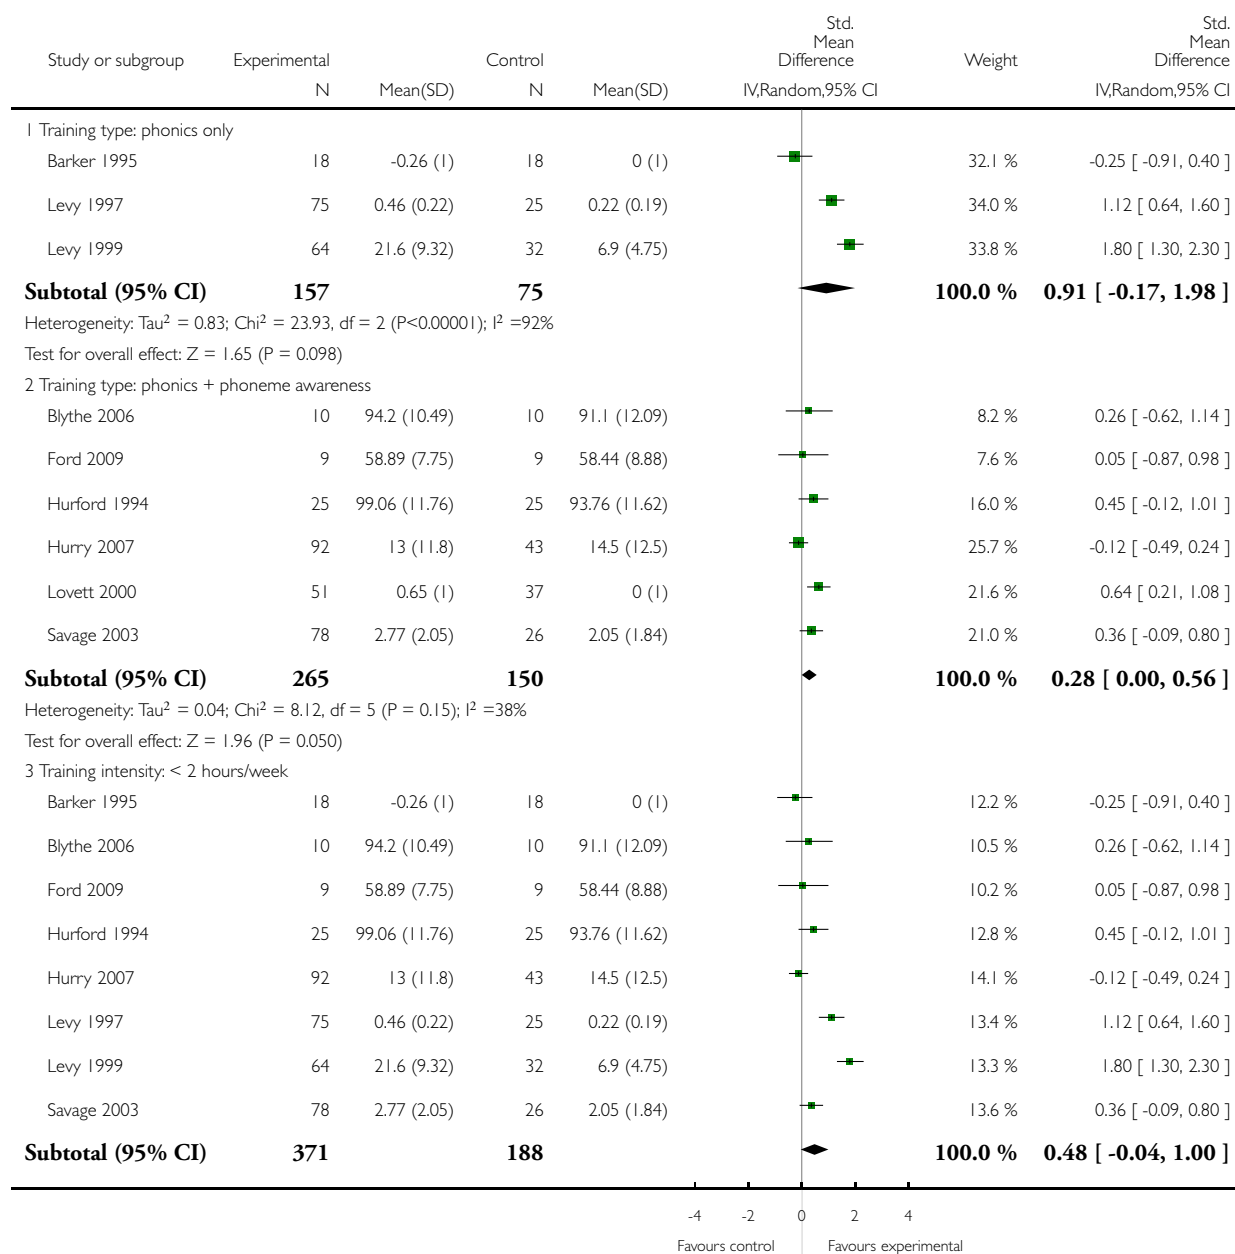 Std.
Mean
Difference
Std.
Mean
Difference
Study or subgroup Experimental Control Weight
N Mean(SD) N Mean(SD) IV,Random,95% CI IV,Random,95% CI
1 Training type: phonics only
Barker 1995 18 -0.26 (1) 18 0 (1) 32.1 % -0.25 [ -0.91, 0.40 ]
Levy 1997 75 0.46 (0.22) 25 0.22 (0.19) 34.0 % 1.12 [ 0.64, 1.60 ]
Levy 1999 64 21.6 (9.32) 32 6.9 (4.75) 33.8 % 1.80 [ 1.30, 2.30 ]
Subtotal (95% CI) 157 75 100.0 % 0.91 [ -0.17, 1.98 ]
Heterogeneity: Tau² = 0.83; Chi² = 23.93, df = 2 (P<0.00001); I² =92%
Test for overall effect: Z = 1.65 (P = 0.098)
2 Training type: phonics + phoneme awareness
Blythe 2006 10 94.2 (10.49) 10 91.1 (12.09) 8.2 % 0.26 [ -0.62, 1.14 ]
Ford 2009 9 58.89 (7.75) 9 58.44 (8.88) 7.6 % 0.05 [ -0.87, 0.98 ]
Hurford 1994 25 99.06 (11.76) 25 93.76 (11.62) 16.0 % 0.45 [ -0.12, 1.01 ]
Hurry 2007 92 13 (11.8) 43 14.5 (12.5) 25.7 % -0.12 [ -0.49, 0.24 ]
Lovett 2000 51 0.65 (1) 37 0 (1) 21.6 % 0.64 [ 0.21, 1.08 ]
Savage 2003 78 2.77 (2.05) 26 2.05 (1.84) 21.0 % 0.36 [ -0.09, 0.80 ]
Subtotal (95% CI) 265 150 100.0 % 0.28 [ 0.00, 0.56 ]
Heterogeneity: Tau² = 0.04; Chi² = 8.12, df = 5 (P = 0.15); I² =38%
Test for overall effect: Z = 1.96 (P = 0.050)
3 Training intensity: < 2 hours/week
Barker 1995 18 -0.26 (1) 18 0 (1) 12.2 % -0.25 [ -0.91, 0.40 ]
Blythe 2006 10 94.2 (10.49) 10 91.1 (12.09) 10.5 % 0.26 [ -0.62, 1.14 ]
Ford 2009 9 58.89 (7.75) 9 58.44 (8.88) 10.2 % 0.05 [ -0.87, 0.98 ]
Hurford 1994 25 99.06 (11.76) 25 93.76 (11.62) 12.8 % 0.45 [ -0.12, 1.01 ]
Hurry 2007 92 13 (11.8) 43 14.5 (12.5) 14.1 % -0.12 [ -0.49, 0.24 ]
Levy 1997 75 0.46 (0.22) 25 0.22 (0.19) 13.4 % 1.12 [ 0.64, 1.60 ]
Levy 1999 64 21.6 (9.32) 32 6.9 (4.75) 13.3 % 1.80 [ 1.30, 2.30 ]
Savage 2003 78 2.77 (2.05) 26 2.05 (1.84) 13.6 % 0.36 [ -0.09, 0.80 ]
Subtotal (95% CI) 371 188 100.0 % 0.48 [ -0.04, 1.00 ]
-4 -2 0 2 4
Favours control Favours experimental